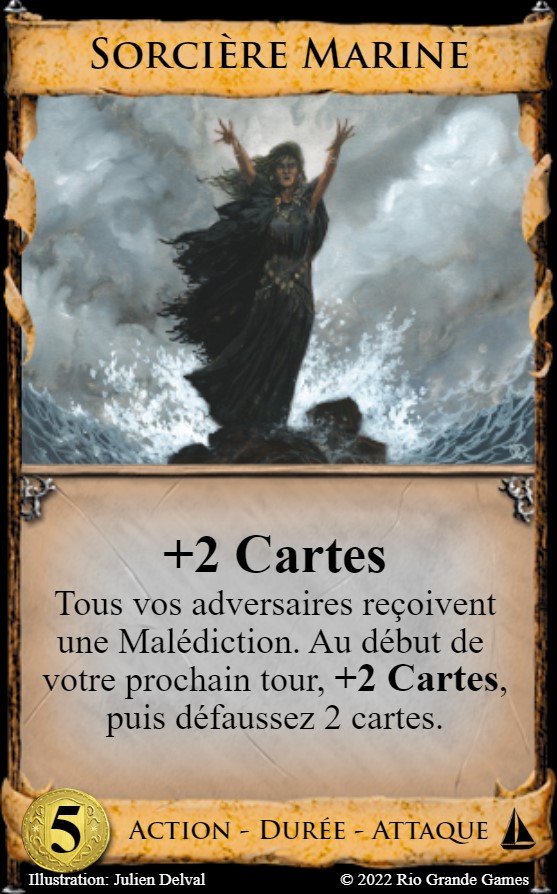 Sorcière Marine
+2 Cartes
Tous vos adversaires reçoivent
une Malédiction. Au début de
votre prochain tour, +2 Cartes,
puis défaussez 2 cartes.
5
Action - Durée - Attaque
Illustration: Julien Delval
© 2022 Rio Grande Games